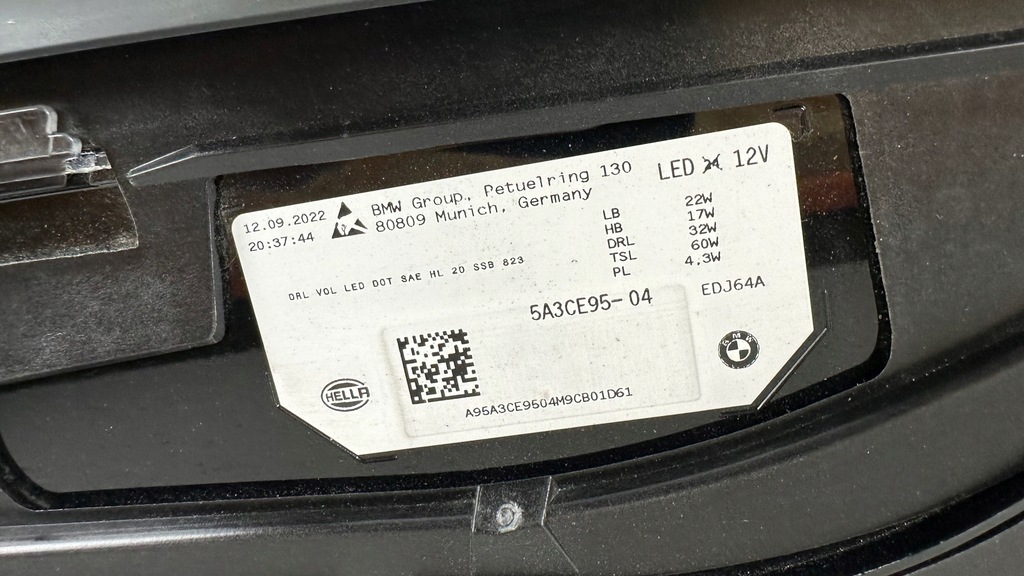 12.09.2022
20:37:44
BMW Group, Petuelring 130
80809 Munich, Germany
LED 12V
LB 22W
HB 17W
DRL 32W
TSL 60W
PL 4.3W
DRL VOL LED DOT SAE HL 20 SSB 823
5A3CE95-04
EDJ64A
HELLA
BMW
A95A3CE9504M9CB01D61